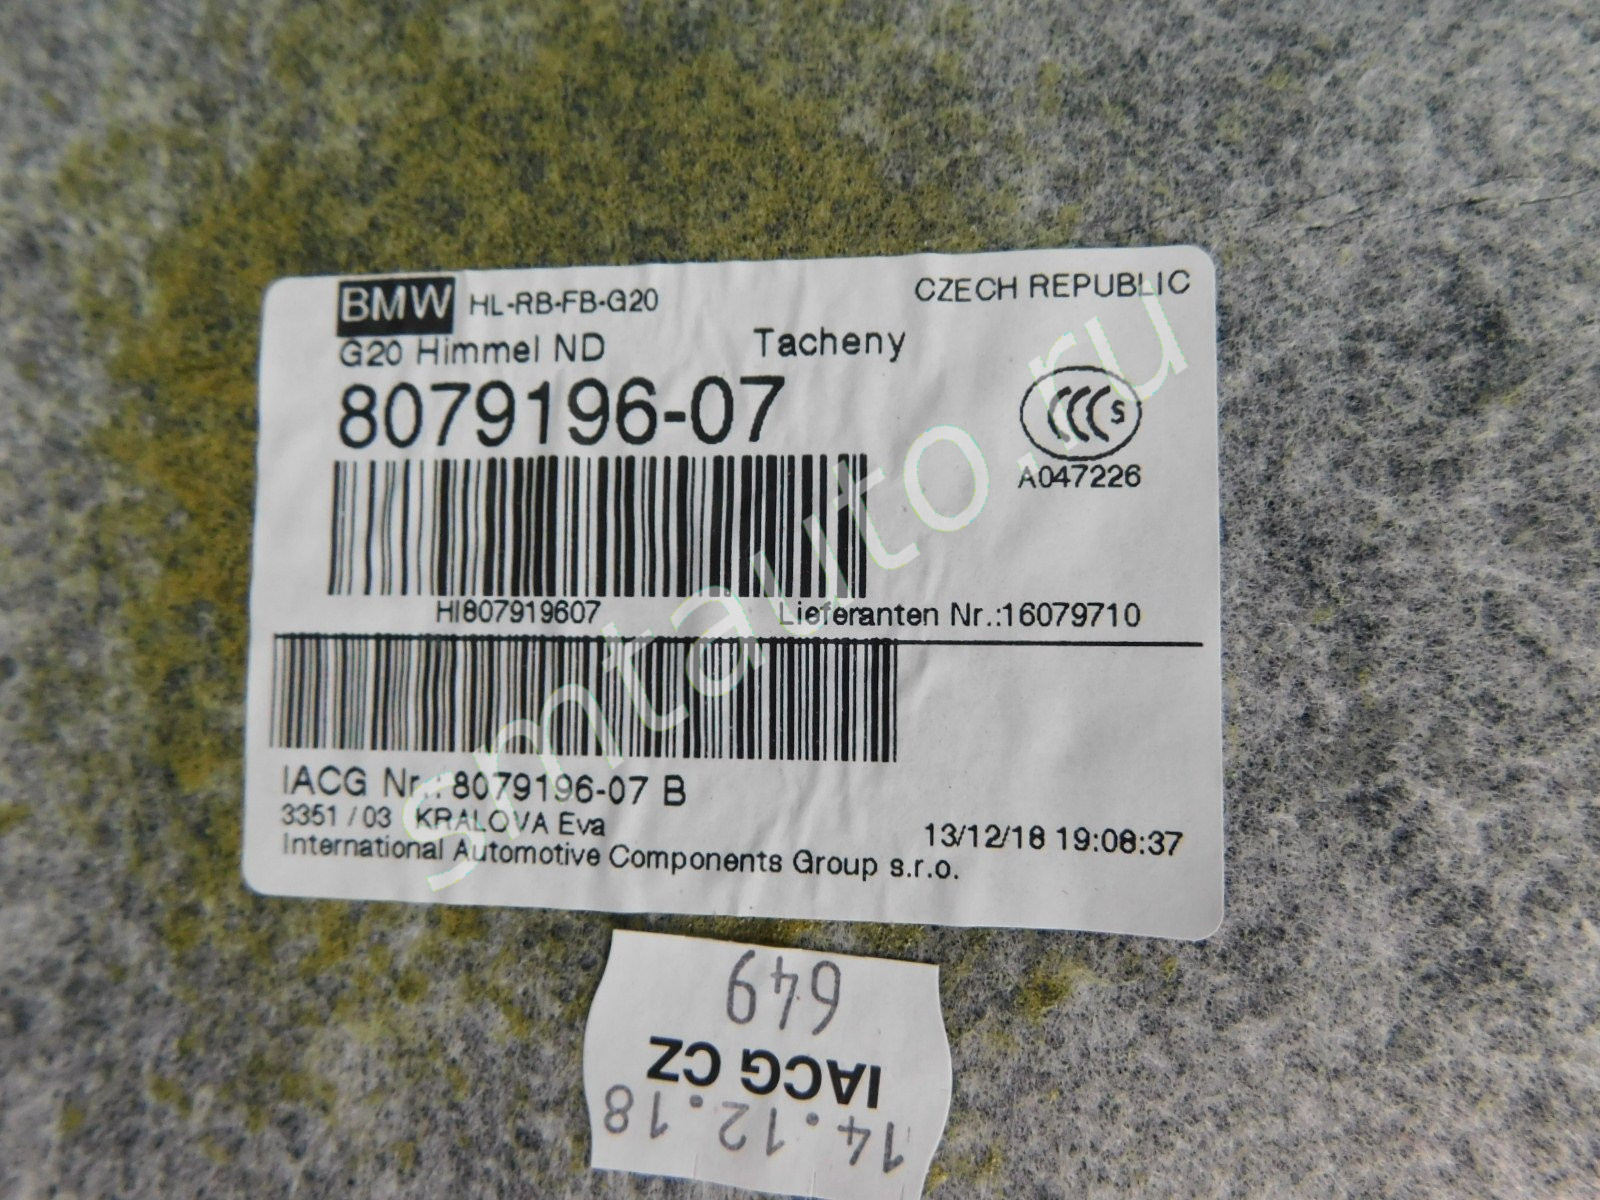 BMW HL-RB-FB-G20
CZECH REPUBLIC
G20 Himmel ND
Tacheny
8079196-07
S
A047226
HI807919607
Lieferanten Nr.:16079710
IACG Nr.: 8079196-07 B
3351 / 03 KRALOVA Eva
13/12/18 19:08:37
International Automotive Components Group s.r.o.
smtauto.ru
14.12.18
IACG CZ
649